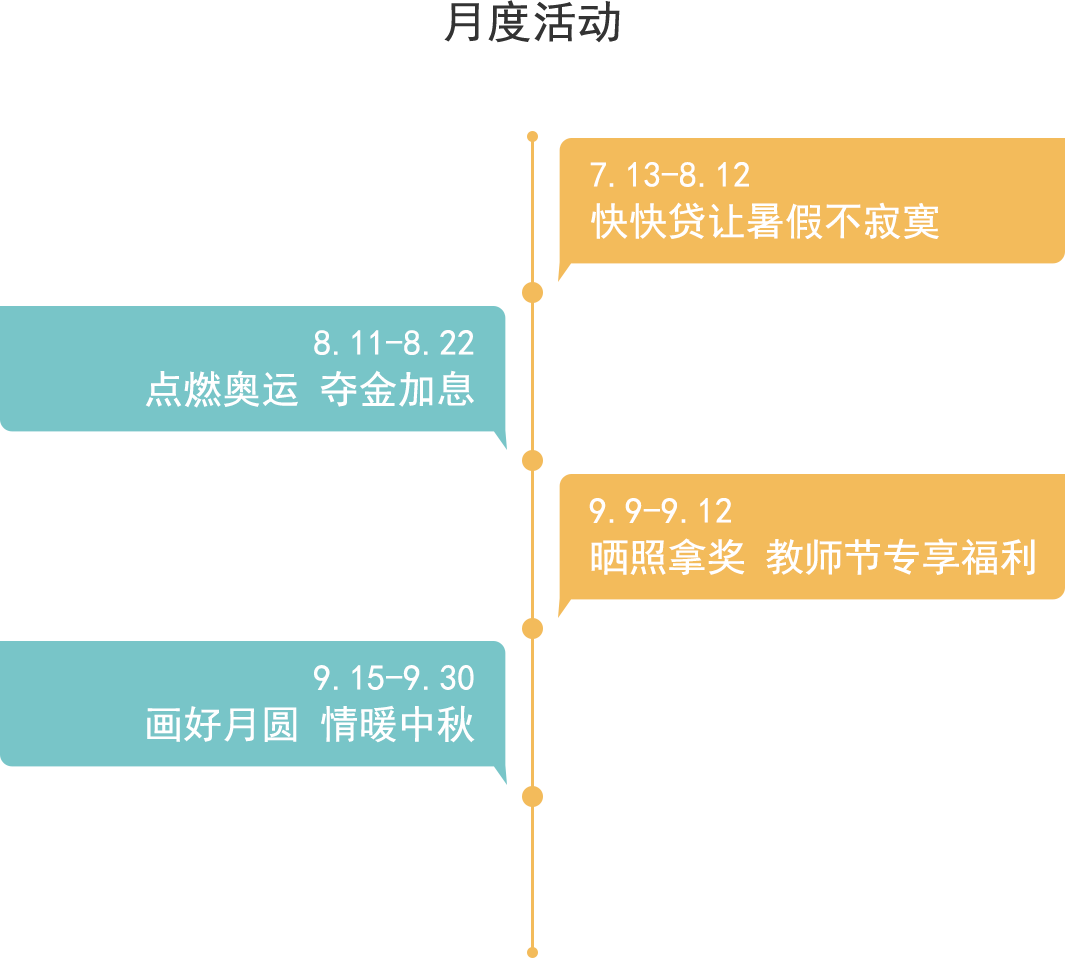 月度活动
7.13-8.12
快快贷让暑假不寂寞
8.11-8.22
点燃奥运 夺金加息
9.9-9.12
晒照拿奖 教师节专享福利
9.15-9.30
画好月圆 情暖中秋